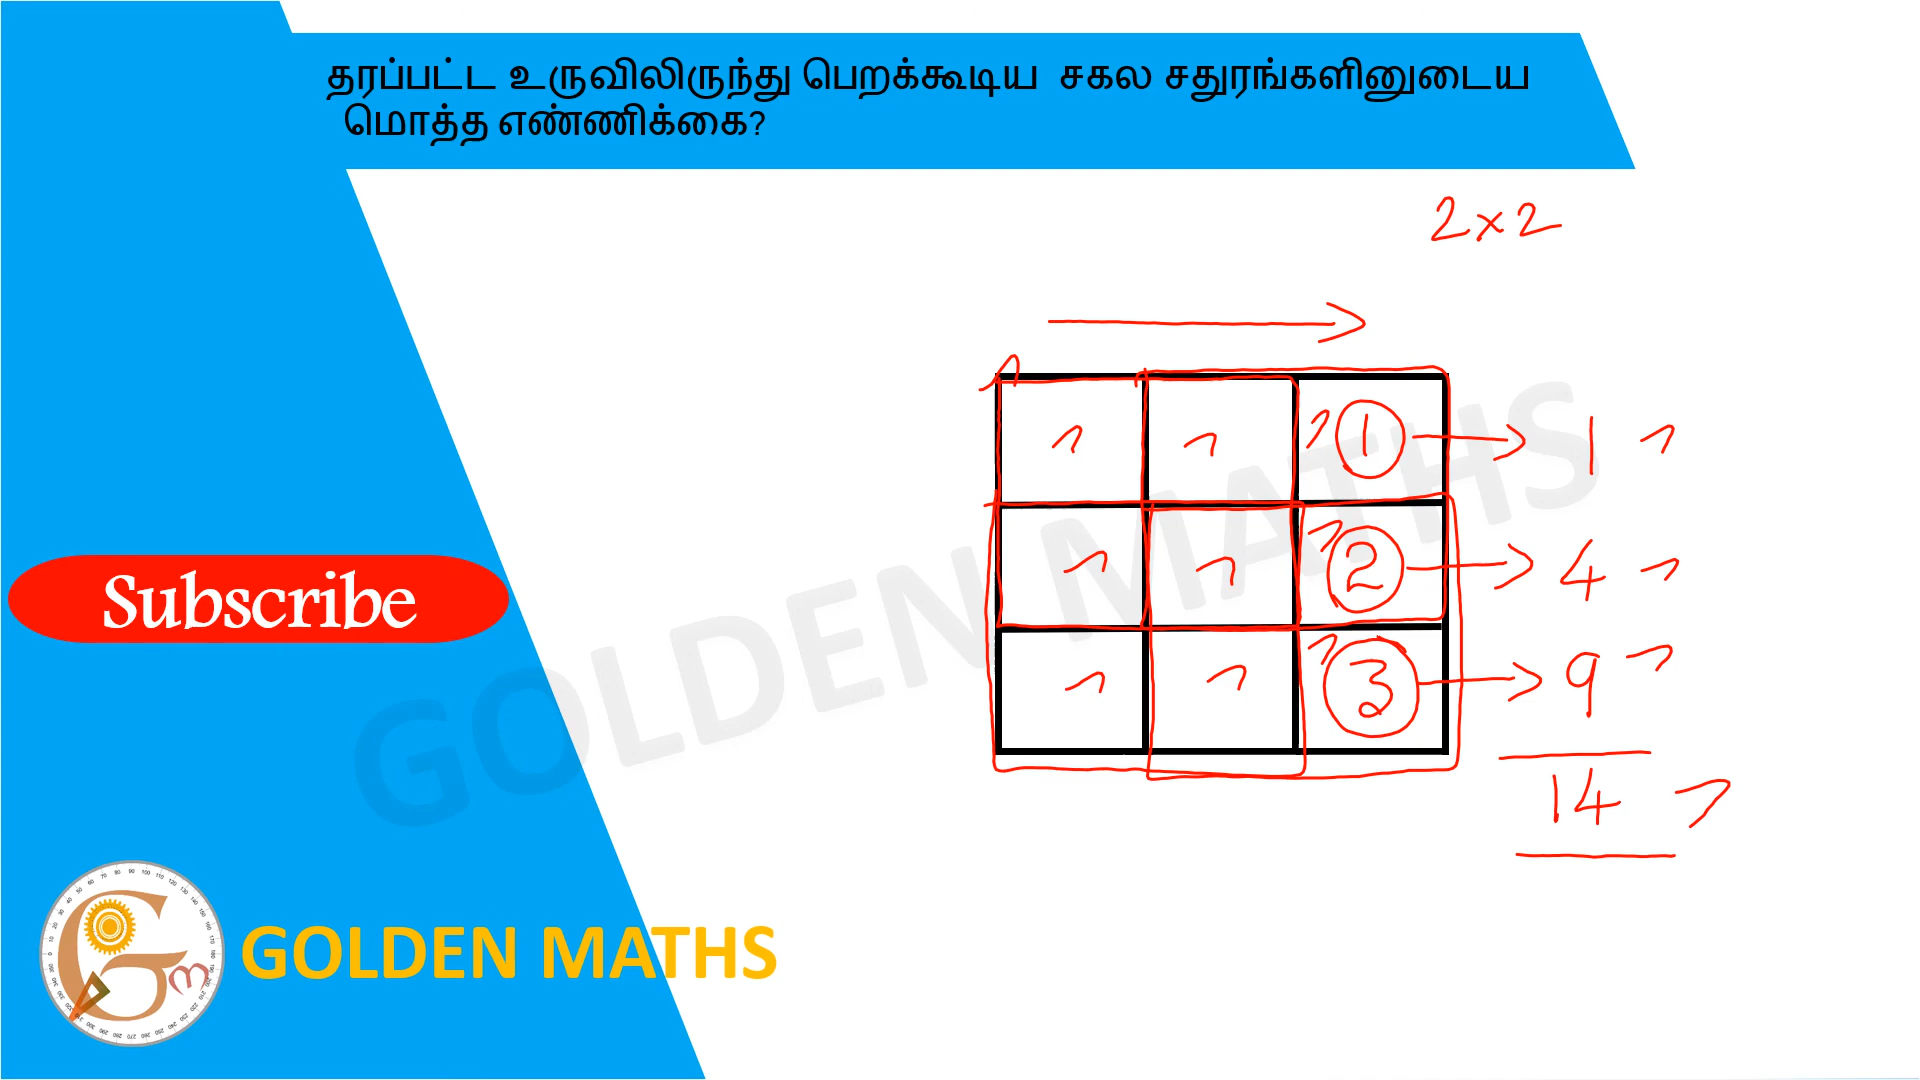 தரப்பட்ட உருவிலிருந்து பெறக்கூடிய சகல சதுரங்களினுடைய
மொத்த எண்ணிக்கை?
2×2
1 1
2 4
3 9
14
Subscribe
GOLDEN MATHS
GOLDEN MATHS